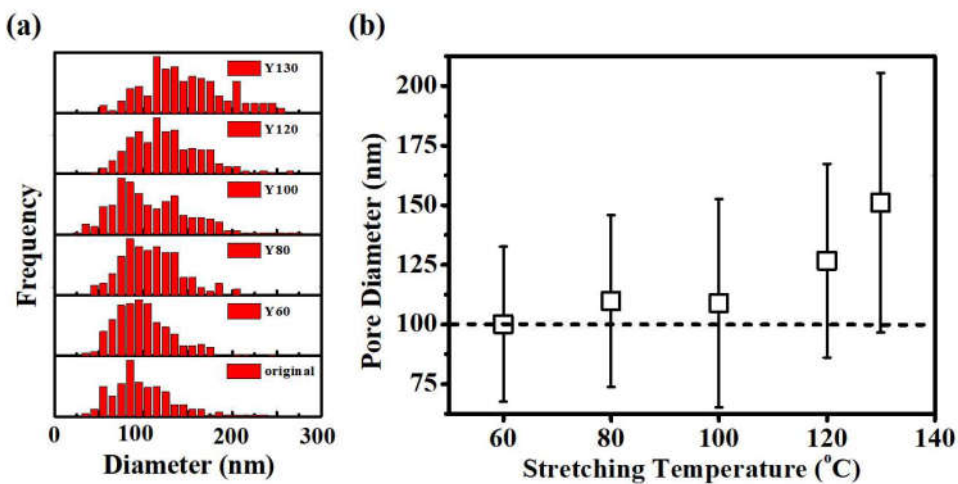 (a)
Y130
Y120
Y100
Y80
Y60
original
Frequency
0
100
200
300
Diameter (nm)
(b)
200
175
150
125
100
75
Pore Diameter (nm)
60
80
100
120
140
Stretching Temperature (°C)